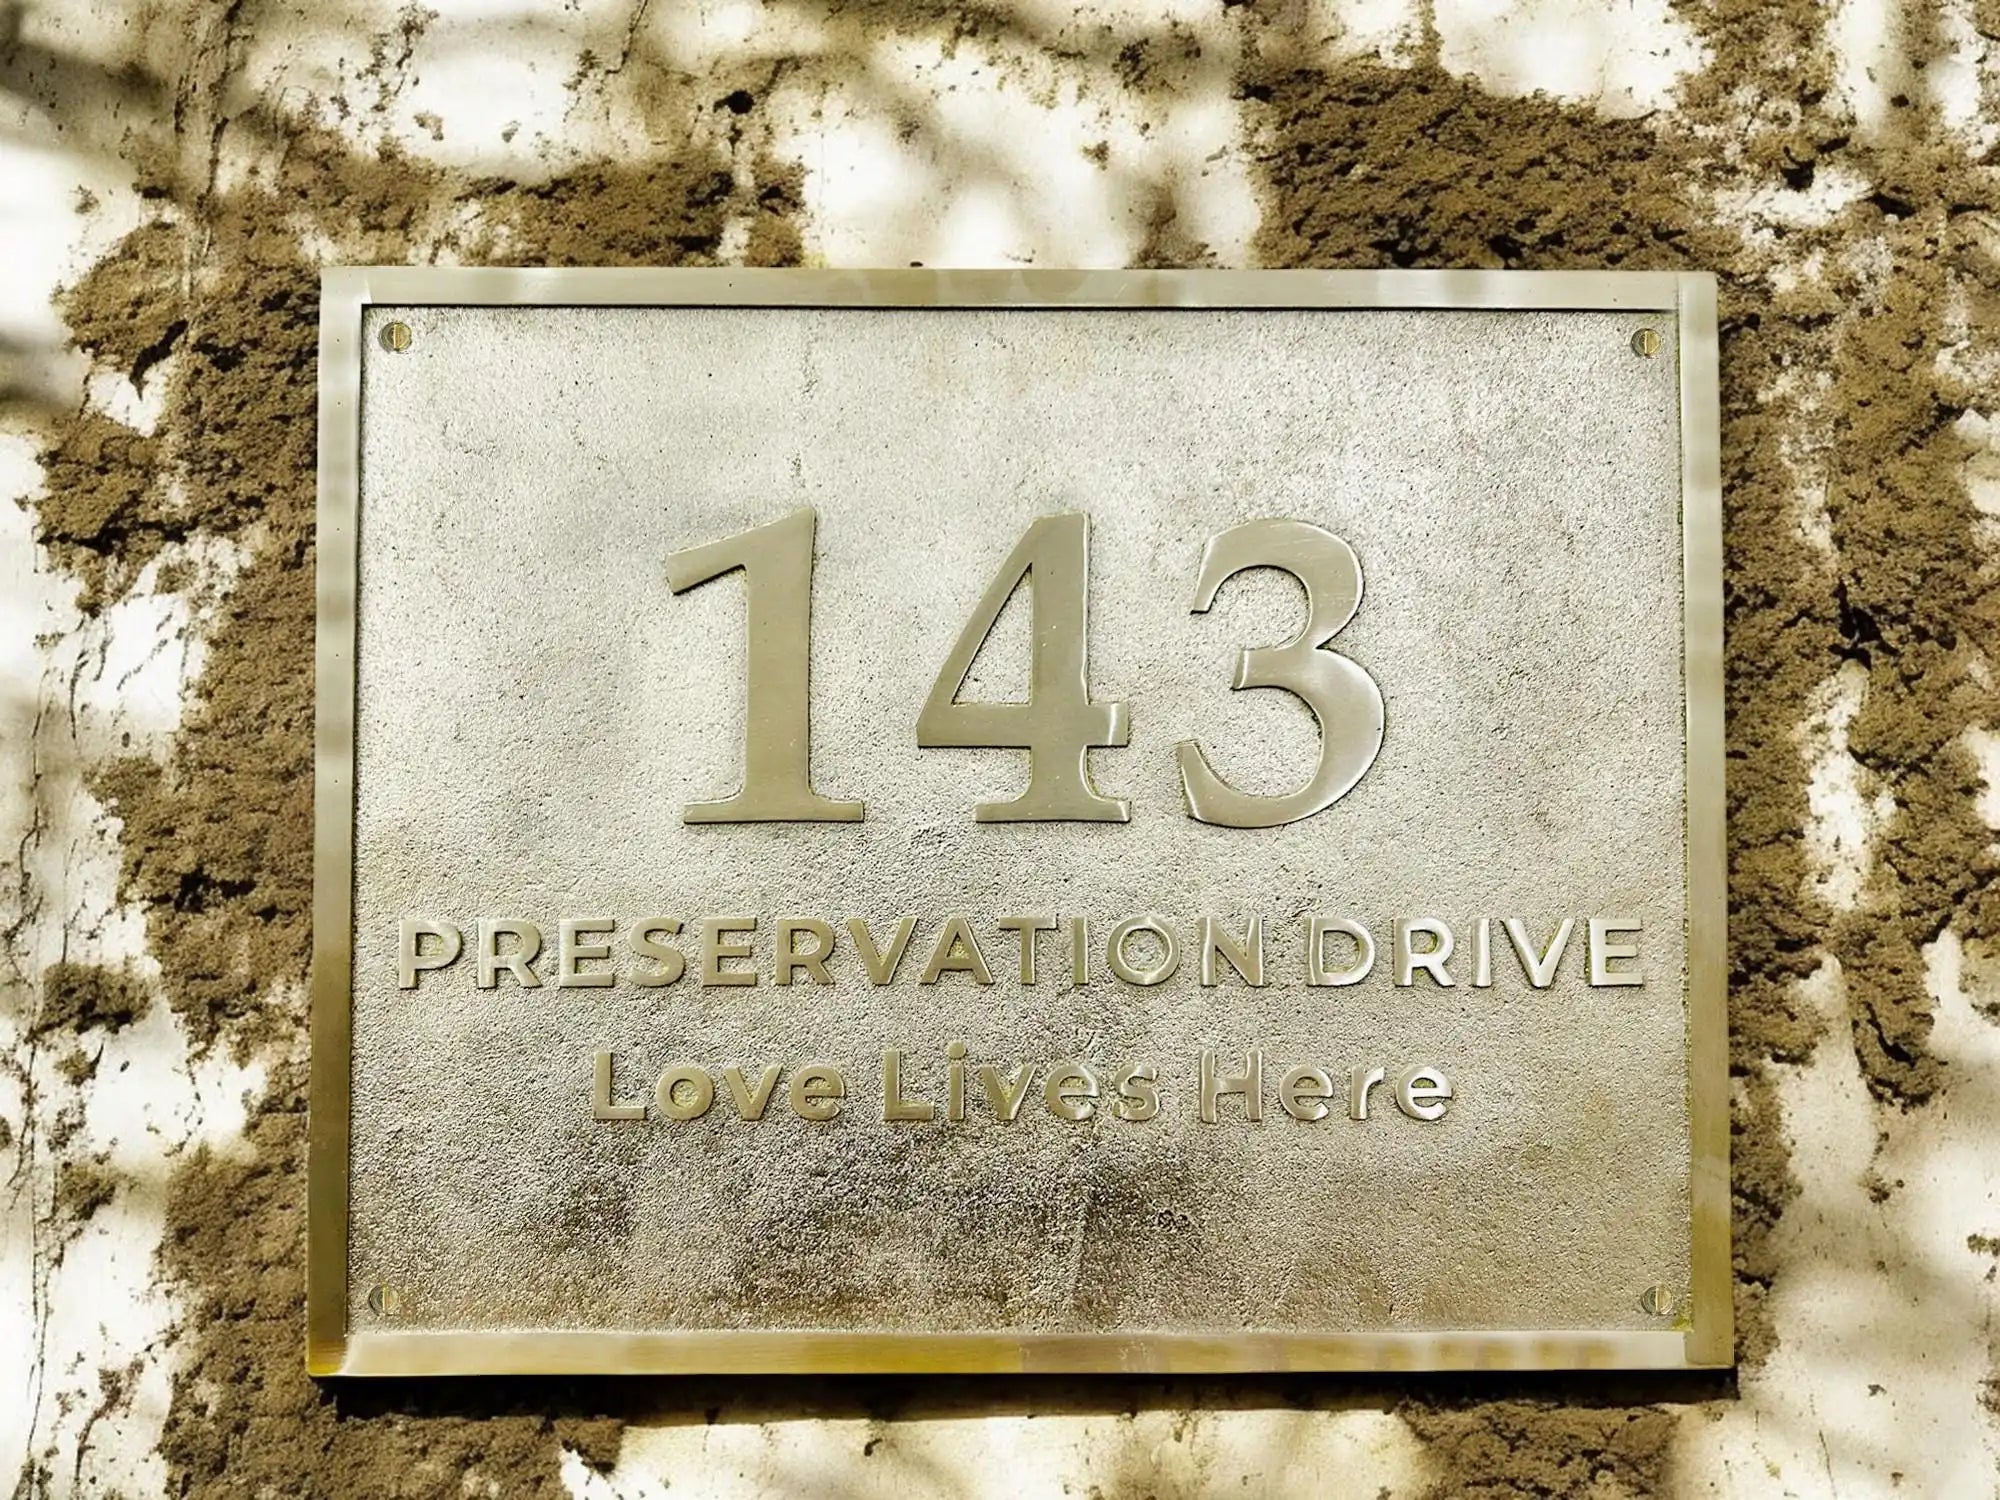 143
PRESERVATION DRIVE
Love Lives Here